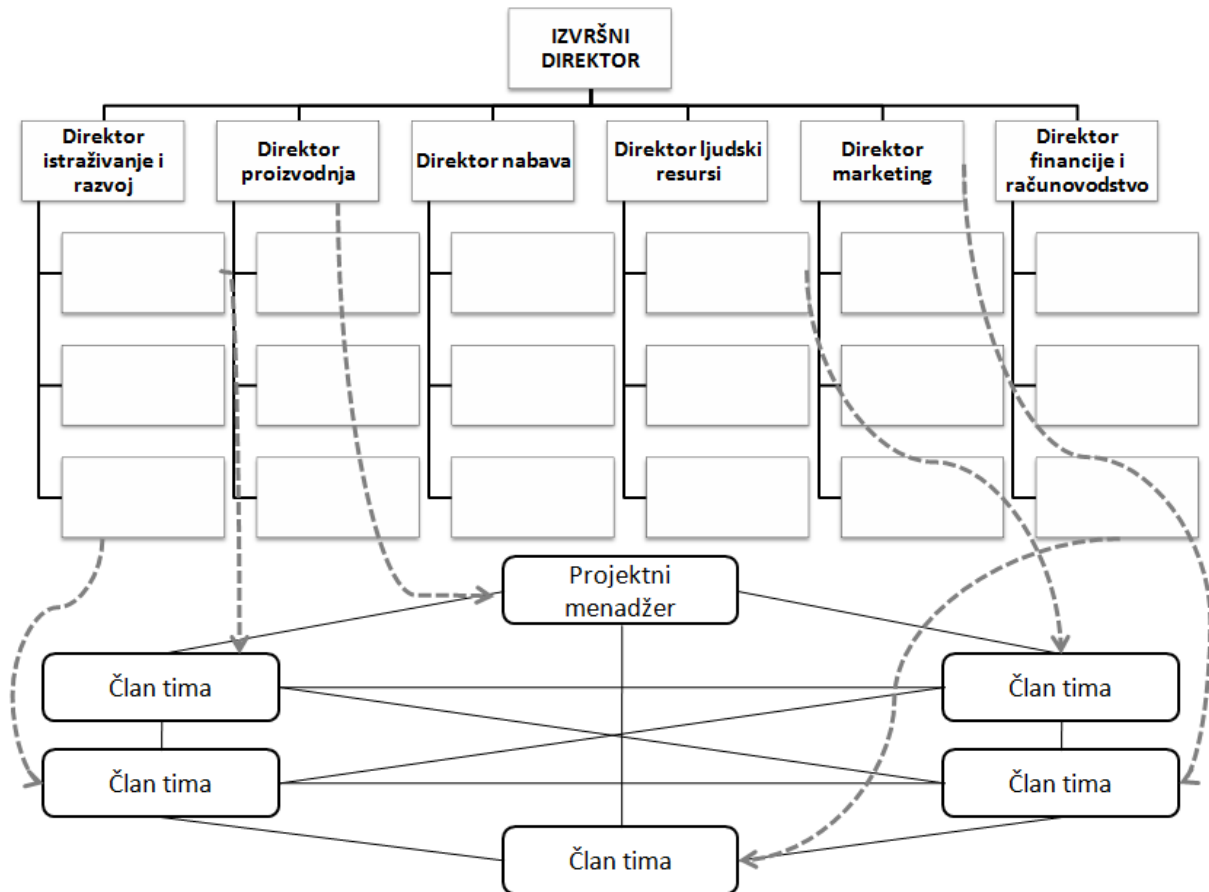 IZVRŠNI
DIREKTOR
Direktor
istraživanje i
razvoj
Direktor
proizvodnja
Direktor nabava
Direktor ljudski
resursi
Direktor
marketing
Direktor
financije i
računovodstvo
Projektni
menadžer
Član tima
Član tima
Član tima
Član tima
Član tima